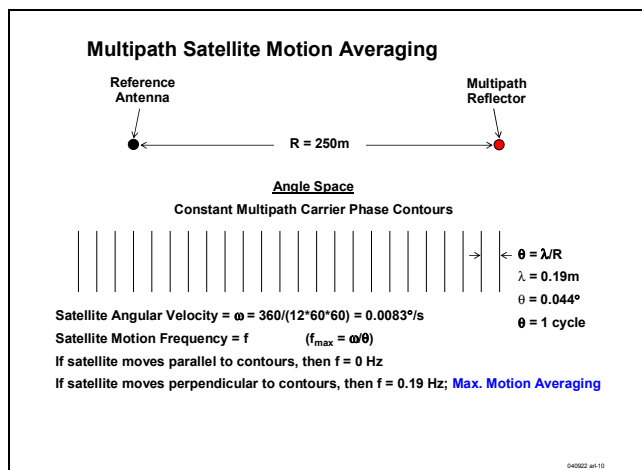 Multipath Satellite Motion Averaging
Reference
Antenna
Multipath
Reflector
R = 250m
Angle Space
Constant Multipath Carrier Phase Contours
θ = λ/R
λ = 0.19m
θ = 0.044°
θ = 1 cycle
Satellite Angular Velocity = ω = 360/(12*60*60) = 0.0083°/s
Satellite Motion Frequency = f (fmax = ω/θ)
If satellite moves parallel to contours, then f = 0 Hz
If satellite moves perpendicular to contours, then f = 0.19 Hz; Max. Motion Averaging